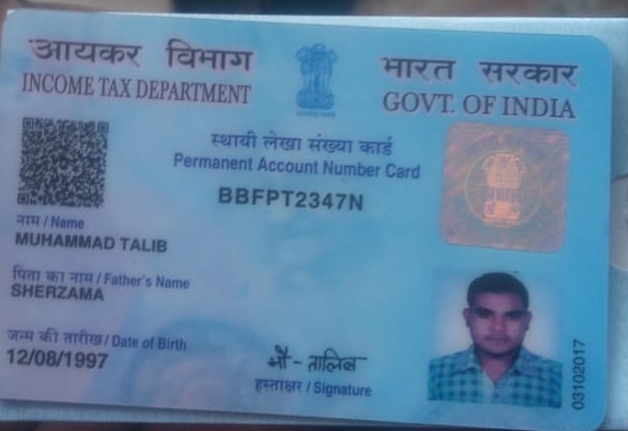 आयकर विभाग
INCOME TAX DEPARTMENT
भारत सरकार
GOVT. OF INDIA
स्थायी लेखा संख्या कार्ड
Permanent Account Number Card
BBFPT2347N
नाम / Name
MUHAMMAD TALIB
पिता का नाम / Father's Name
SHERZAMA
जन्म की तारीख / Date of Birth
12/08/1997
मौ-तालिब
हस्ताक्षर / Signature
03102017